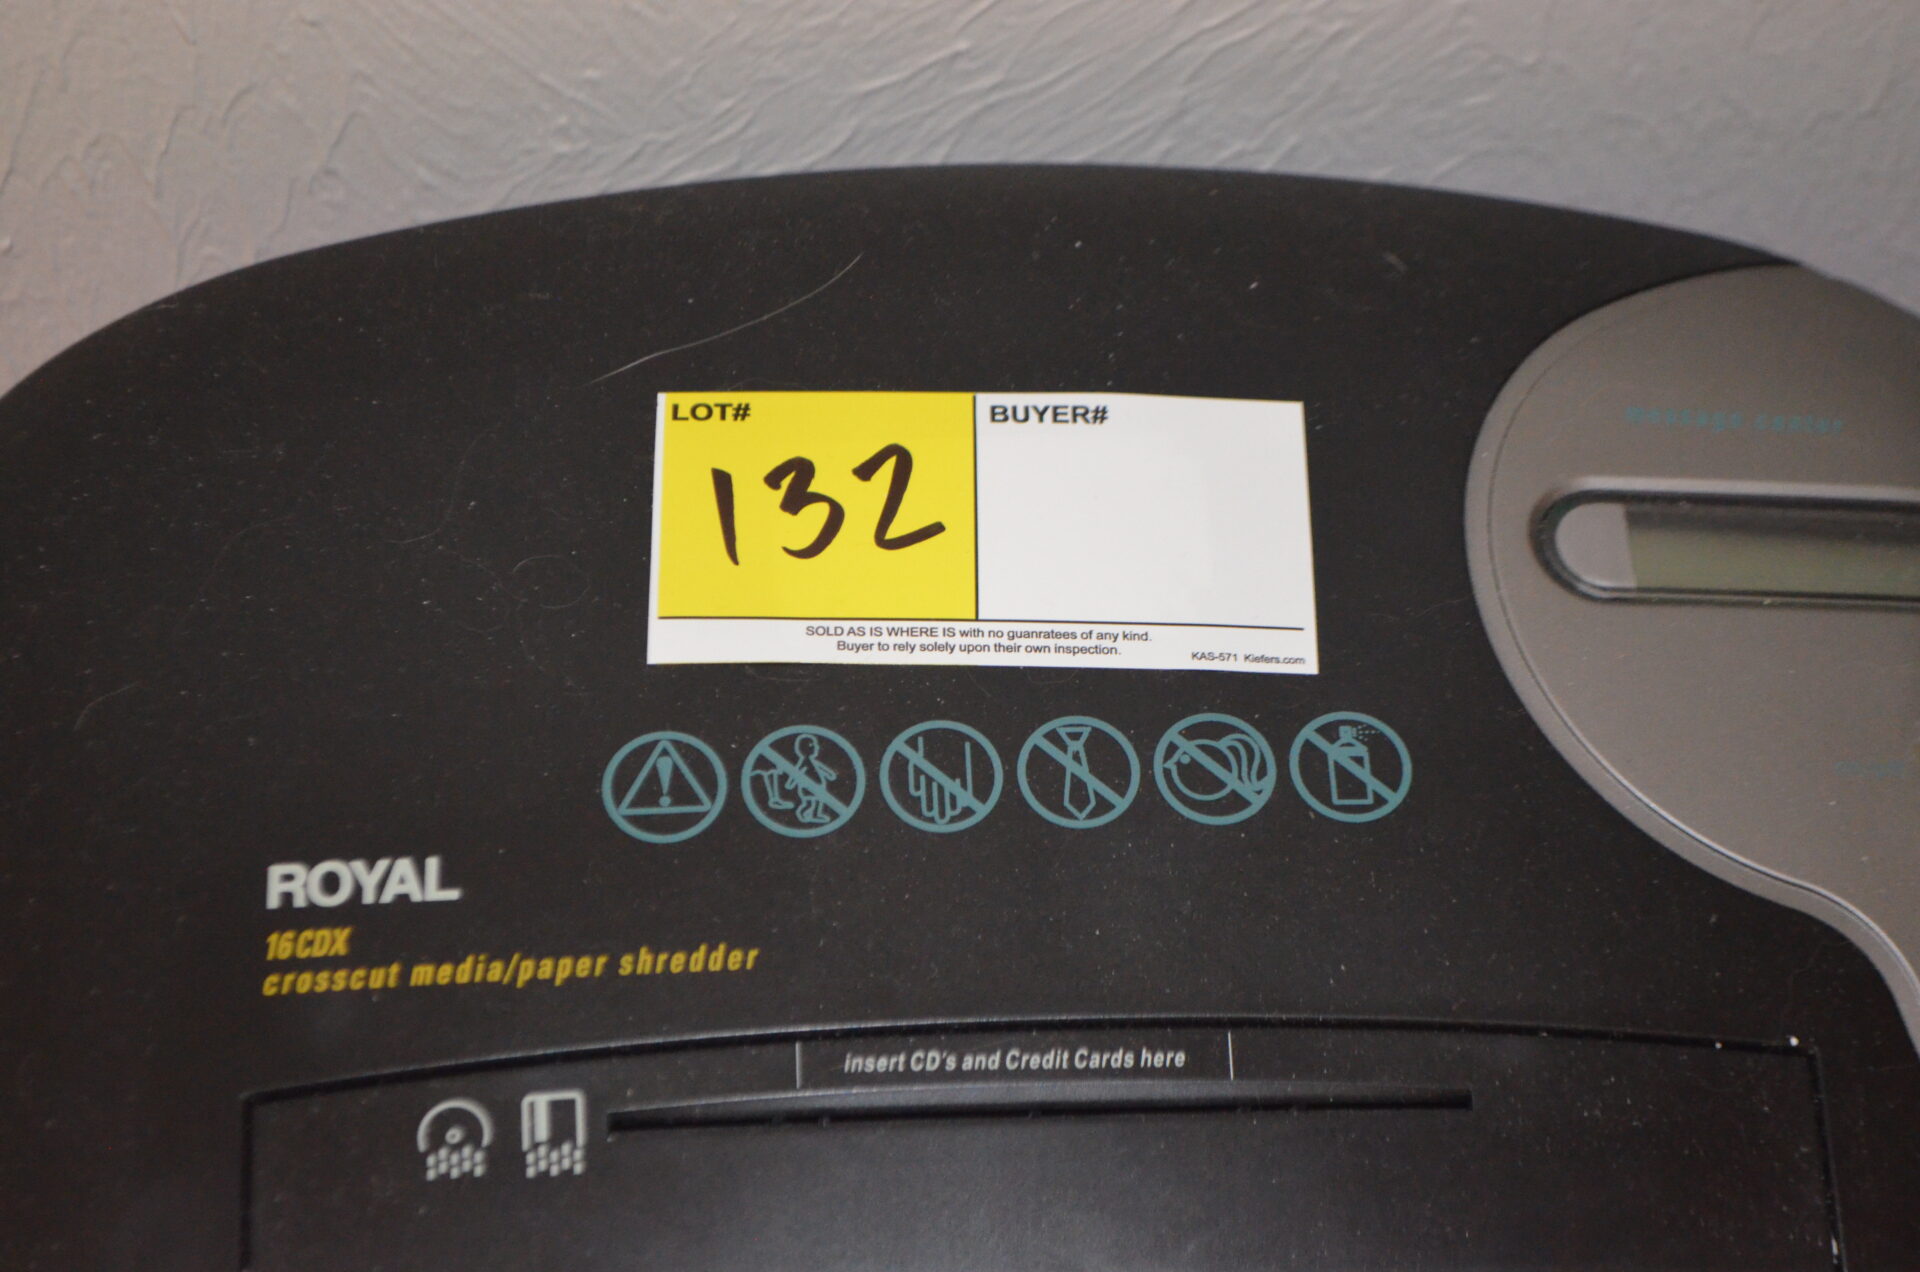 LOT#
BUYER#
132
SOLD AS IS WHERE IS with no guanratees of any kind.
Buyer to rely solely upon their own inspection.
KAS-571 Kiefers.com
message center
ROYAL
16CDX
crosscut media/paper shredder
insert CD's and Credit Cards here